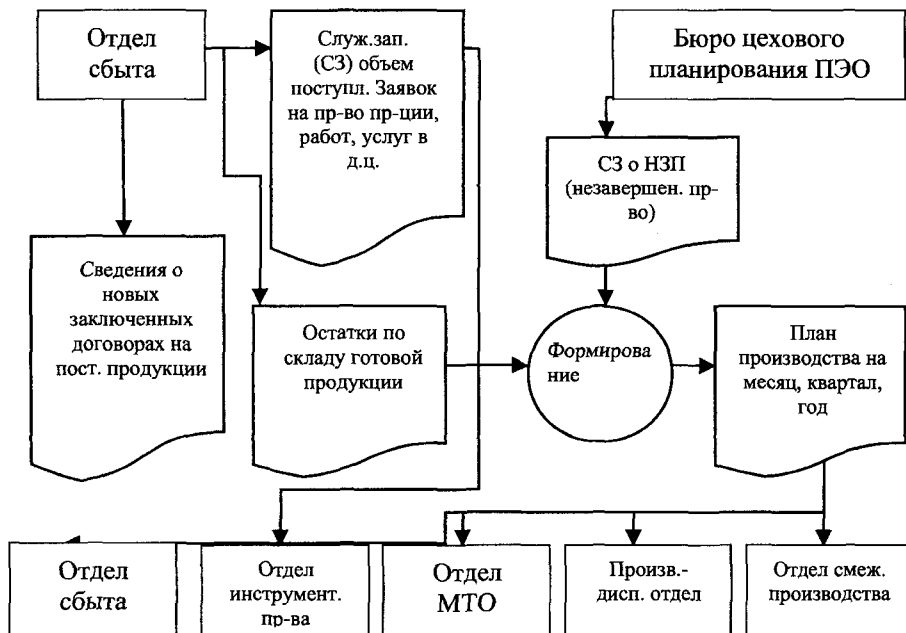 Отдел
сбыта
Служ.зап.
(СЗ) объем
поступл. Заявок
на пр-во пр-ции,
работ, услуг в
д.ц.
Бюро цехового
планирования ПЭО
СЗ о НЗП
(незавершен. пр-
во)
Сведения о
новых
заключенных
договорах на
пост. продукции
Остатки по
складу готовой
продукции
Формирова
ние
План
производства на
месяц, квартал,
год
Отдел
сбыта
Отдел
инструмент.
пр-ва
Отдел
МТО
Произв.-
дисп. отдел
Отдел смеж.
производства